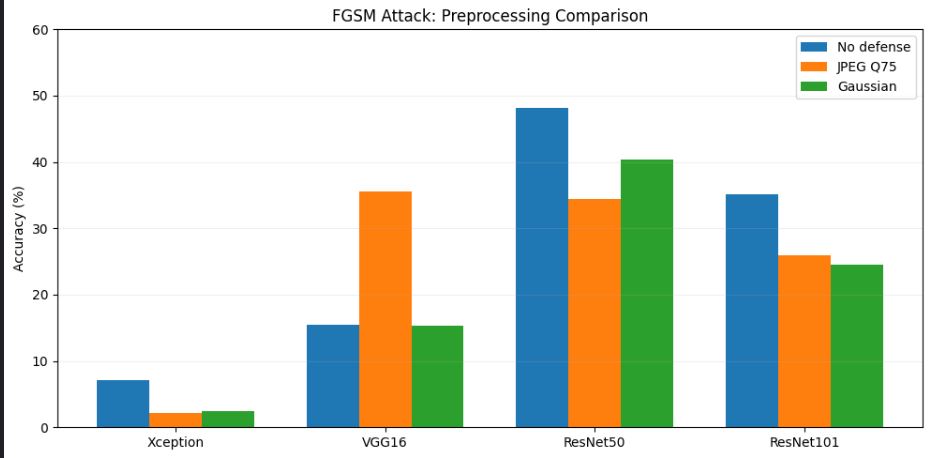 FGSM Attack: Preprocessing Comparison
60
50
40
30
20
10
0
Accuracy (%)
No defense
JPEG Q75
Gaussian
Xception
VGG16
ResNet50
ResNet101